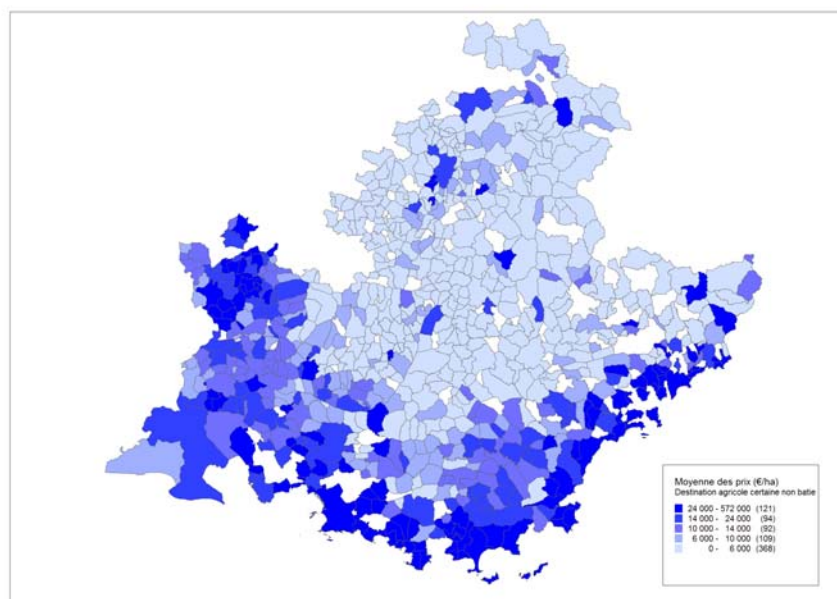 Moyenne des prix (€/ha)
Destination agricole certaine non batie
24 000 - 572 000 (121)
14 000 - 24 000 (94)
10 000 - 14 000 (92)
6 000 - 10 000 (109)
0 - 6 000 (368)